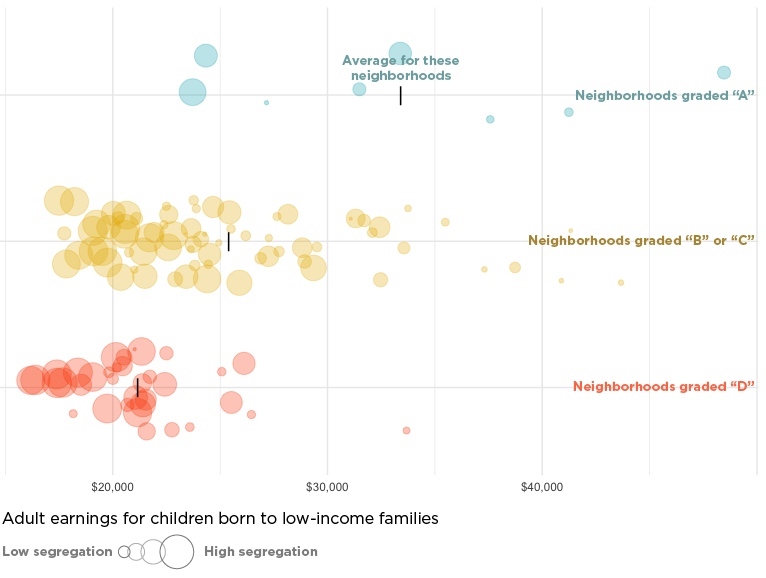 Average for these
neighborhoods
Neighborhoods graded “A”
Neighborhoods graded “B” or “C”
Neighborhoods graded “D”
$20,000
$30,000
$40,000
Adult earnings for children born to low-income families
Low segregation
High segregation